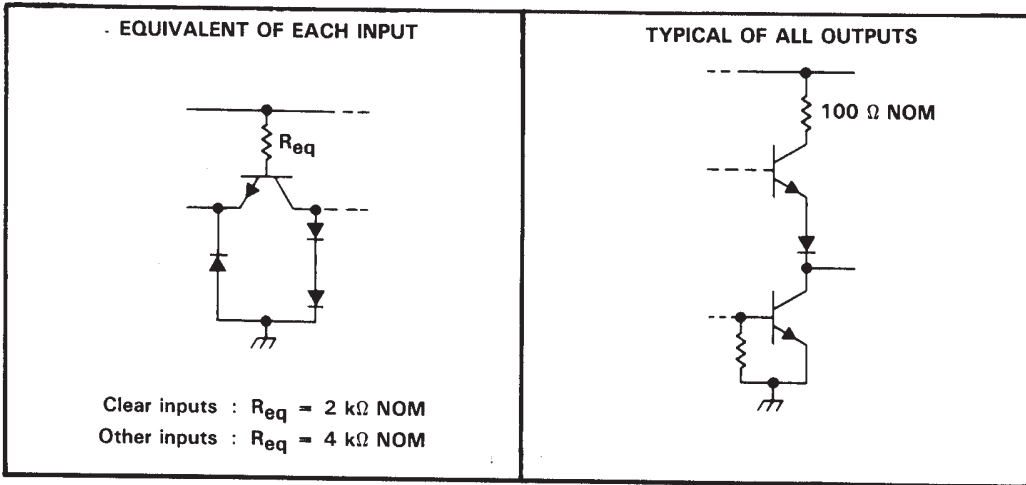 EQUIVALENT OF EACH INPUT
Req
Clear inputs : Req = 2 kΩ NOM
Other inputs : Req = 4 kΩ NOM
TYPICAL OF ALL OUTPUTS
100 Ω NOM